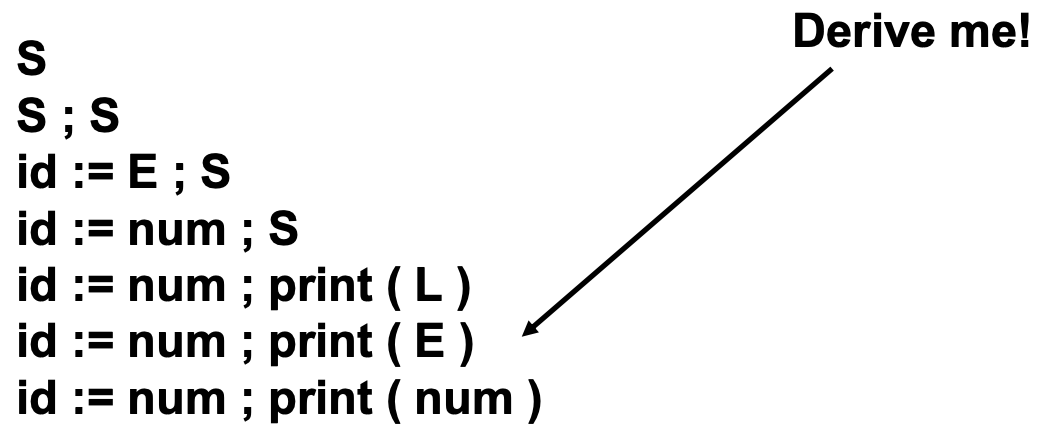 Derive me!
S
S ; S
id := E ; S
id := num ; S
id := num ; print ( L )
id := num ; print ( E )
id := num ; print ( num )